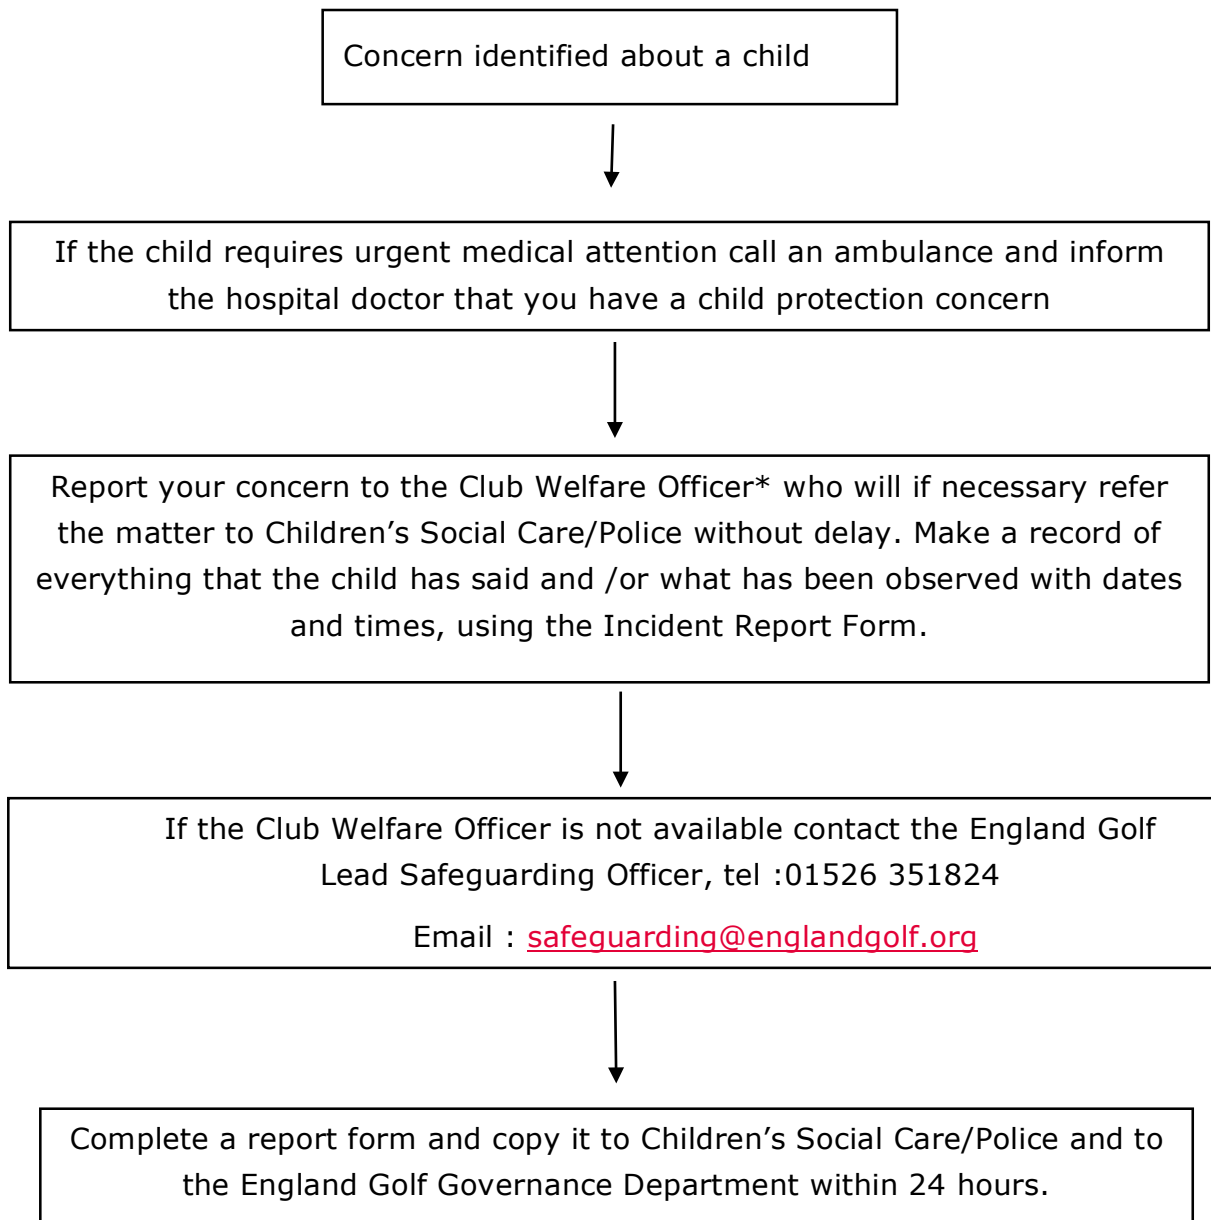 Concern identified about a child
If the child requires urgent medical attention call an ambulance and inform
the hospital doctor that you have a child protection concern
Report your concern to the Club Welfare Officer* who will if necessary refer
the matter to Children’s Social Care/Police without delay. Make a record of
everything that the child has said and /or what has been observed with dates
and times, using the Incident Report Form.
If the Club Welfare Officer is not available contact the England Golf
Lead Safeguarding Officer, tel :01526 351824
Email : safeguarding@englandgolf.org
Complete a report form and copy it to Children’s Social Care/Police and to
the England Golf Governance Department within 24 hours.